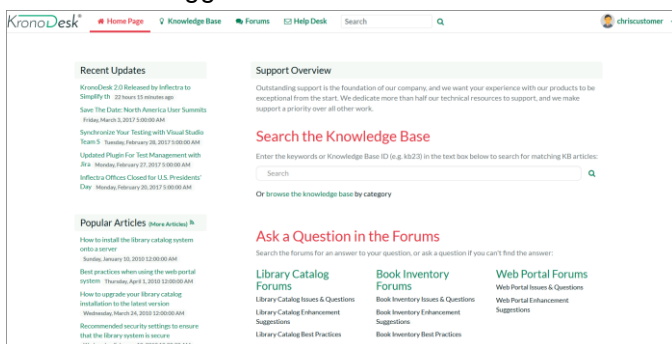 KronoDesk® Home Page Knowledge Base Forums Help Desk Search chriscustomer
Recent Updates
KronoDesk 2.0 Released by Inflectra to
Simplify th 22 hours 15 minutes ago
Save The Date: North America User Summits
Friday, March 3, 2017 5:00:00 AM
Synchronize Your Testing with Visual Studio
Team S Tuesday, February 28, 2017 5:00:00 AM
Updated Plugin For Test Management with
Jira Monday, February 27, 2017 5:00:00 AM
Inflectra Offices Closed for U.S. Presidents'
Day Monday, February 20, 2017 5:00:00 AM
Popular Articles (More Articles)
How to install the library catalog system
onto a server
Sunday, January 10, 2010 12:00:00 AM
Best practices when using the web portal
system Thursday, April 1, 2010 12:00:00 AM
How to upgrade your library catalog
installation to the latest version
Wednesday, March 24, 2010 12:00:00 AM
Recommended security settings to ensure
that the library system is secure
Support Overview
Outstanding support is the foundation of our company, and we want your experience with our products to be
exceptional from the start. We dedicate more than half our technical resources to support, and we make
support a priority over all other work.
Search the Knowledge Base
Enter the keywords or Knowledge Base ID (e.g. kb23) in the text box below to search for matching KB articles:
Search
Or browse the knowledge base by category
Ask a Question in the Forums
Search the forums for an answer to your question, or ask a question if you can't find the answer:
Library Catalog
Forums
Library Catalog Issues & Questions
Library Catalog Enhancement
Suggestions
Library Catalog Best Practices
Book Inventory
Forums
Book Inventory Issues & Questions
Book Inventory Enhancement
Suggestions
Book Inventory Best Practices
Web Portal Forums
Web Portal Issues & Questions
Web Portal Enhancement
Suggestions